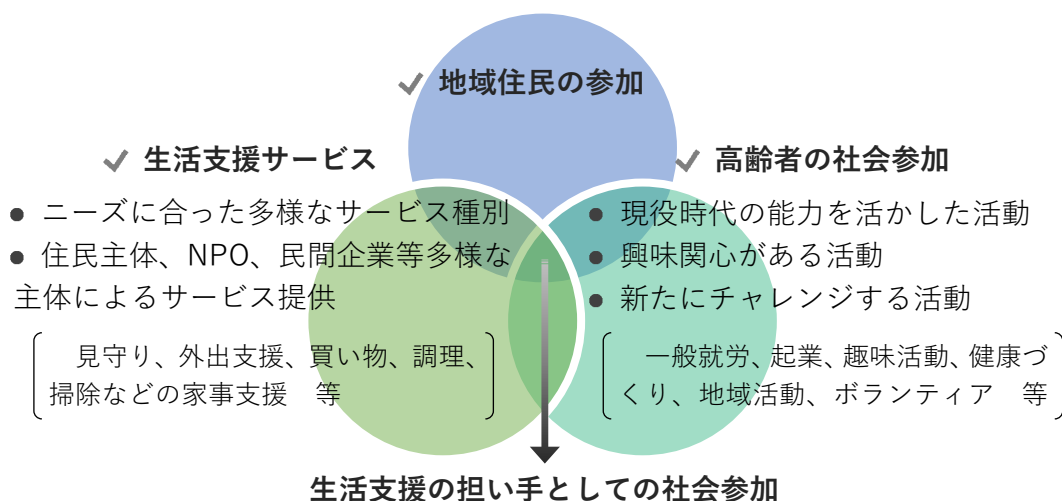 地域住民の参加
生活支援サービス
● ニーズに合った多様なサービス種別
● 住民主体、NPO、民間企業等多様な
主体によるサービス提供
見守り、外出支援、買い物、調理、
掃除などの家事支援　等
高齢者の社会参加
● 現役時代の能力を活かした活動
● 興味関心がある活動
● 新たにチャレンジする活動
一般就労、起業、趣味活動、健康づ
くり、地域活動、ボランティア　等
生活支援の担い手としての社会参加